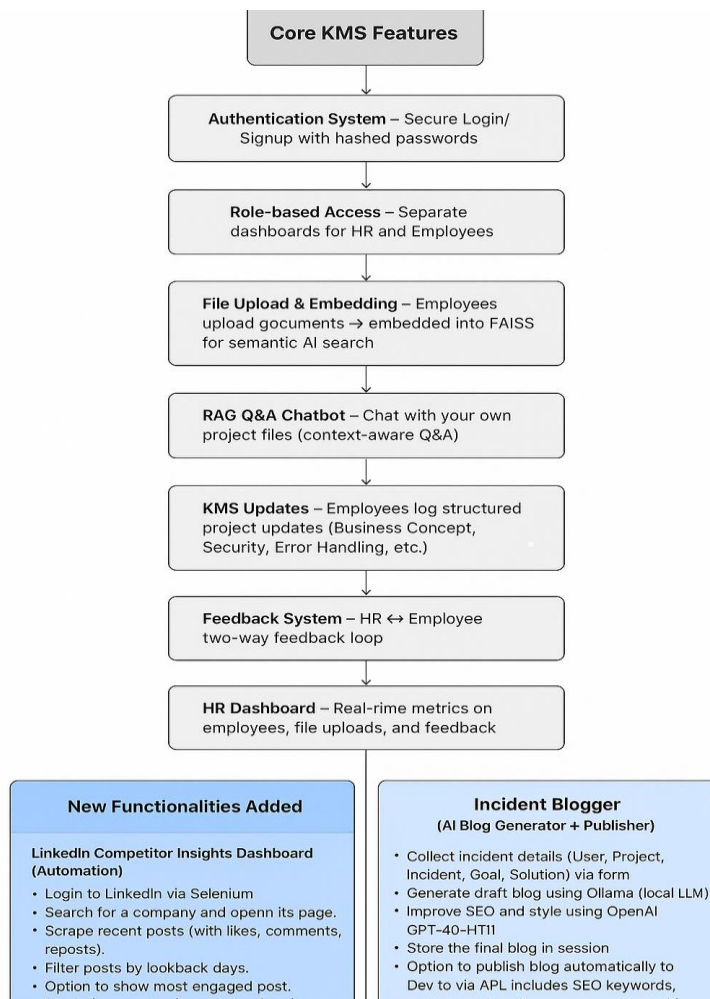 Core KMS Features
Authentication System – Secure Login/
Signup with hashed passwords
Role-based Access – Separate
dashboards for HR and Employees
File Upload & Embedding – Employees
upload gocuments → embedded into FAISS
for semantic AI search
RAG Q&A Chatbot – Chat with your own
project files (context-aware Q&A)
KMS Updates – Employees log structured
project updates (Business Concept,
Security, Error Handling, etc.)
Feedback System – HR ↔ Employee
two-way feedback loop
HR Dashboard – Real-rime metrics on
employees, file uploads, and feedback
New Functionalities Added
LinkedIn Competitor Insights Dashboard
(Automation)
• Login to LinkedIn via Selenium
• Search for a company and openn its page.
• Scrape recent posts (with likes, comments,
reposts).
• Filter posts by lookback days.
• Option to show most engaged post.
Incident Blogger
(AI Blog Generator + Publisher)
• Collect incident details (User, Project,
Incident, Goal, Solution) via form
• Generate draft blog using Ollama (local LLM)
• Improve SEO and style using OpenAI
GPT-40-HT11
• Store the final blog in session
• Option to publish blog automatically to
Dev to via APL includes SEO keywords,